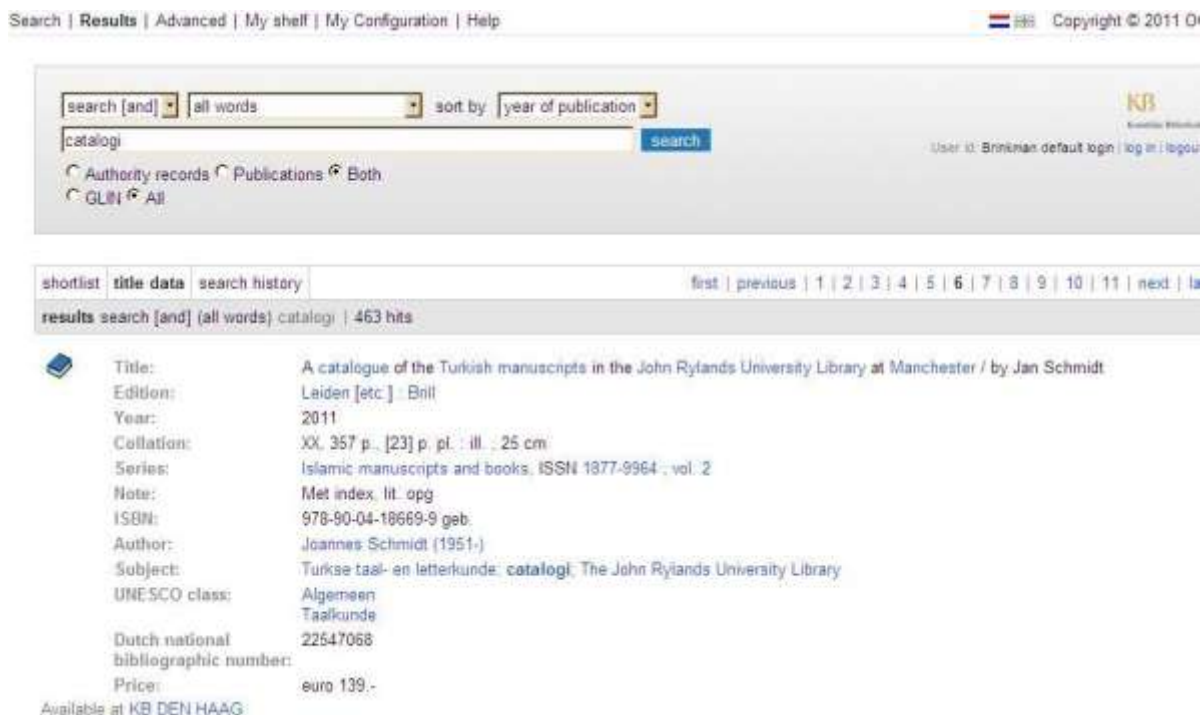 Search | Results | Advanced | My shelf | My Configuration | Help
Copyright © 2011
search [and] all words sort by year of publication
KB
catalogi search
User id: Brinkman default login | log in | logout
Authority records Publications Both
GLIN All
shortlist title data search history
first | previous | 1 | 2 | 3 | 4 | 5 | 6 | 7 | 8 | 9 | 10 | 11 | next | la
results search [and] (all words) catalogi | 463 hits
Title: A catalogue of the Turkish manuscripts in the John Rylands University Library at Manchester / by Jan Schmidt
Edition: Leiden [etc.] : Brill
Year: 2011
Collation: XX, 357 p., [23] p. pl. : ill. ; 25 cm
Series: Islamic manuscripts and books, ISSN 1877-9964 ; vol. 2
Note: Met index, lit. opg
ISBN: 978-90-04-18669-9 geb.
Author: Joannes Schmidt (1951-)
Subject: Turkse taal- en letterkunde; catalogi; The John Rylands University Library
UNESCO class: Algemeen
Taalkunde
Dutch national 22547068
bibliographic number:
Price: euro 139.-
Available at KB DEN HAAG